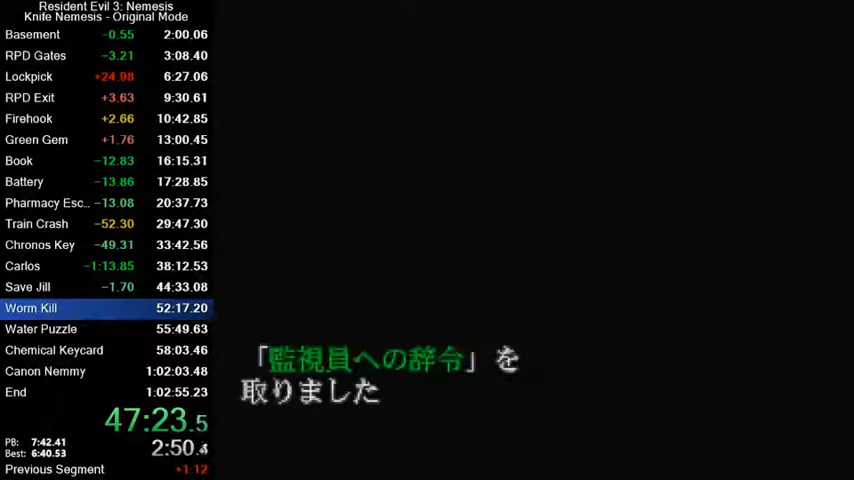 Resident Evil 3: Nemesis
Knife Nemesis - Original Mode
Basement -0.55 2:00.06
RPD Gates -3.21 3:08.40
Lockpick +24.98 6:27.06
RPD Exit +3.63 9:30.61
Firehook +2.66 10:42.85
Green Gem +1.76 13:00.45
Book -12.83 16:15.31
Battery -13.86 17:28.85
Pharmacy Esc... -13.08 20:37.73
Train Crash -52.30 29:47.30
Chronos Key -49.31 33:42.56
Carlos -1:13.85 38:12.53
Save Jill -1.70 44:33.08
Worm Kill 52:17.20
Water Puzzle 55:49.63
Chemical Keycard 58:03.46
Canon Nemmy 1:02:03.48
End 1:02:55.23
47:23.5
PB: 7:42.41
Best: 6:40.53
2:50.4
Previous Segment +1.12
「監視員への辞令」を
取りました